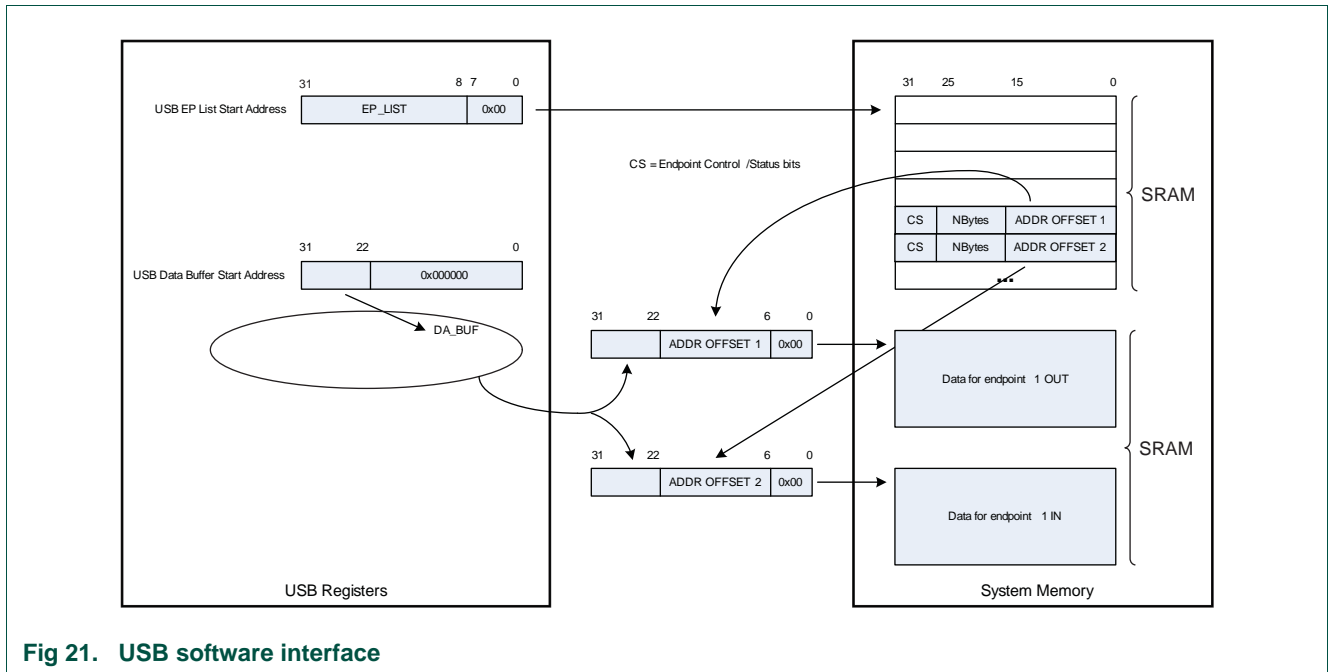 31 8 7 0
USB EP List Start Address EP_LIST 0x00
31 22 0
USB Data Buffer Start Address 0x000000
DA_BUF
USB Registers
CS = Endpoint Control /Status bits
31 22 6 0
ADDR OFFSET 1 0x00
31 22 6 0
ADDR OFFSET 2 0x00
31 25 15 0
CS NBytes ADDR OFFSET 1
CS NBytes ADDR OFFSET 2
...
SRAM
Data for endpoint 1 OUT
Data for endpoint 1 IN
SRAM
System Memory
Fig 21. USB software interface